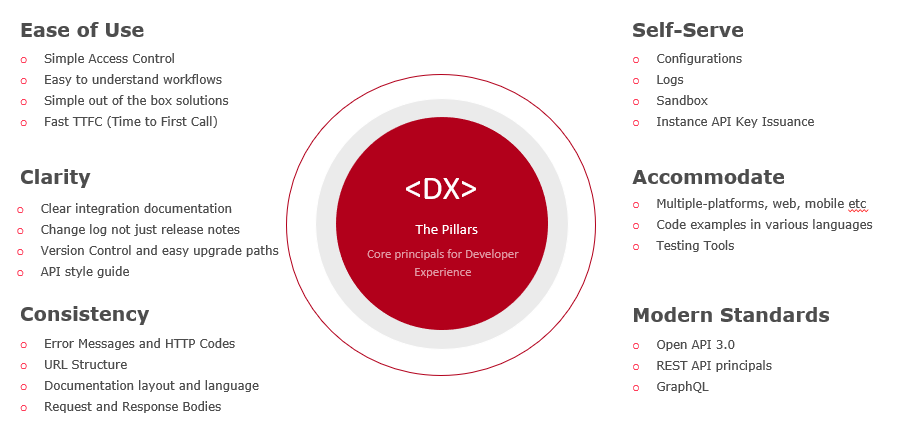 Ease of Use
Simple Access Control
Easy to understand workflows
Simple out of the box solutions
Fast TTFC (Time to First Call)
Clarity
Clear integration documentation
Change log not just release notes
Version Control and easy upgrade paths
API style guide
Consistency
Error Messages and HTTP Codes
URL Structure
Documentation layout and language
Request and Response Bodies
<DX>
The Pillars
Core principals for Developer
Experience
Self-Serve
Configurations
Logs
Sandbox
Instance API Key Issuance
Accommodate
Multiple-platforms, web, mobile etc
Code examples in various languages
Testing Tools
Modern Standards
Open API 3.0
REST API principals
GraphQL